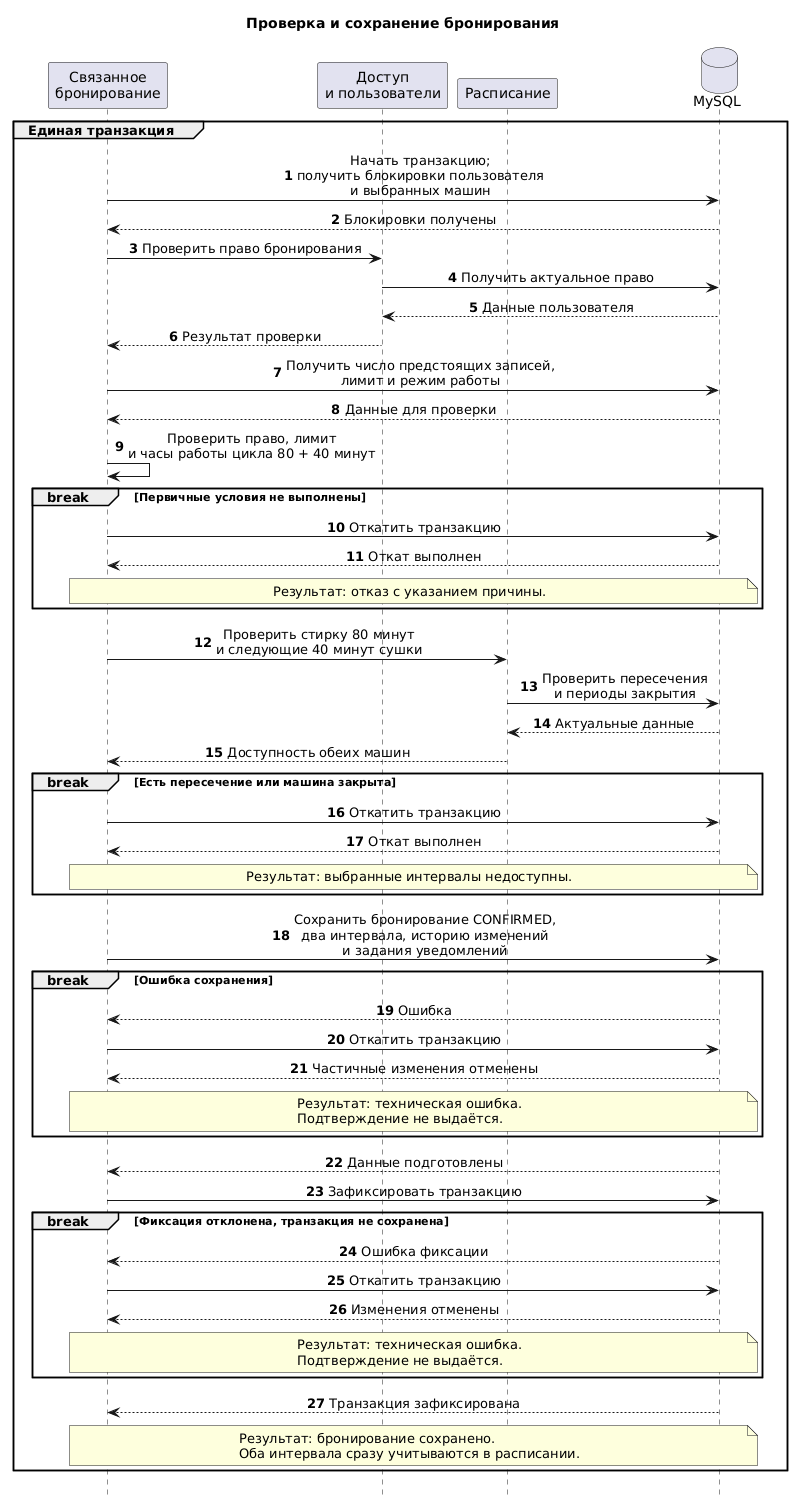 Проверка и сохранение бронирования
Связанное
бронирование
Доступ
и пользователи
Расписание
MySQL
Единая транзакция
Начать транзакцию;
1 получить блокировки пользователя
и выбранных машин
2 Блокировки получены
3 Проверить право бронирования
4 Получить актуальное право
5 Данные пользователя
6 Результат проверки
7 Получить число предстоящих записей,
лимит и режим работы
8 Данные для проверки
9 Проверить право, лимит
и часы работы цикла 80 + 40 минут
break [Первичные условия не выполнены]
10 Откатить транзакцию
11 Откат выполнен
Результат: отказ с указанием причины.
12 Проверить стирку 80 минут
и следующие 40 минут сушки
13 Проверить пересечения
и периоды закрытия
14 Актуальные данные
15 Доступность обеих машин
break [Есть пересечение или машина закрыта]
16 Откатить транзакцию
17 Откат выполнен
Результат: выбранные интервалы недоступны.
Сохранить бронирование CONFIRMED,
18 два интервала, историю изменений
и задания уведомлений
break [Ошибка сохранения]
19 Ошибка
20 Откатить транзакцию
21 Частичные изменения отменены
Результат: техническая ошибка.
Подтверждение не выдаётся.
22 Данные подготовлены
23 Зафиксировать транзакцию
break [Фиксация отклонена, транзакция не сохранена]
24 Ошибка фиксации
25 Откатить транзакцию
26 Изменения отменены
Результат: техническая ошибка.
Подтверждение не выдаётся.
27 Транзакция зафиксирована
Результат: бронирование сохранено.
Оба интервала сразу учитываются в расписании.